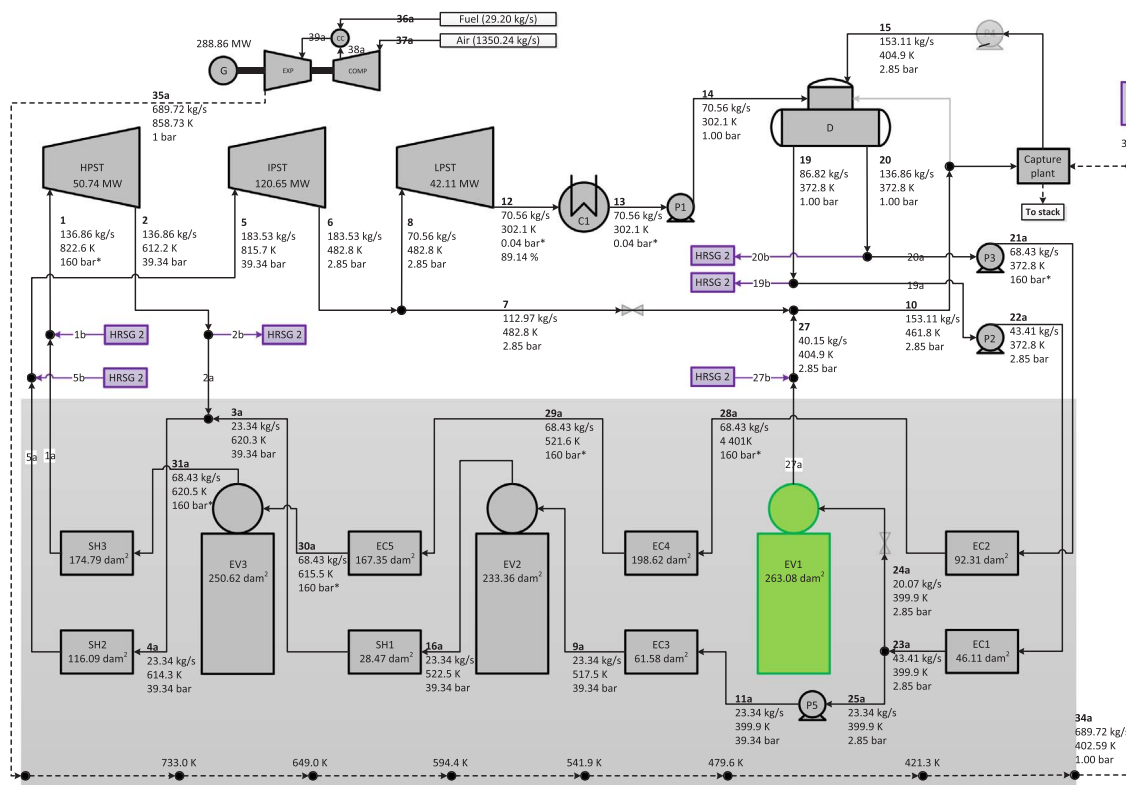 36a
Fuel (29.20 kg/s)
39a
CC
38a
37a
Air (1350.24 kg/s)
288.86 MW
G
EXP
COMP
15
153.11 kg/s
404.9 K
2.85 bar
P4
35a
689.72 kg/s
858.73 K
1 bar
14
70.56 kg/s
302.1 K
1.00 bar
D
HPST
50.74 MW
IPST
120.65 MW
LPST
42.11 MW
Capture
plant
To stack
19
86.82 kg/s
372.8 K
1.00 bar
20
136.86 kg/s
372.8 K
1.00 bar
12
70.56 kg/s
302.1 K
0.04 bar*
89.14 %
C1
13
70.56 kg/s
302.1 K
0.04 bar*
P1
1
136.86 kg/s
822.6 K
160 bar*
2
136.86 kg/s
612.2 K
39.34 bar
5
183.53 kg/s
815.7 K
39.34 bar
6
183.53 kg/s
482.8 K
2.85 bar
8
70.56 kg/s
482.8 K
2.85 bar
HRSG 2
20b
20a
P3
21a
68.43 kg/s
372.8 K
160 bar*
HRSG 2
19b
19a
7
112.97 kg/s
482.8 K
2.85 bar
10
153.11 kg/s
461.8 K
2.85 bar
P2
22a
43.41 kg/s
372.8 K
2.85 bar
27
40.15 kg/s
404.9 K
2.85 bar
1b
HRSG 2
2b
HRSG 2
5b
HRSG 2
2a
HRSG 2
27b
3a
23.34 kg/s
620.3 K
39.34 bar
29a
68.43 kg/s
521.6 K
160 bar*
28a
68.43 kg/s
4 401K
160 bar*
5a
1a
31a
68.43 kg/s
620.5 K
160 bar*
27a
SH3
174.79 dam²
EV3
250.62 dam²
30a
68.43 kg/s
615.5 K
160 bar*
EC5
167.35 dam²
EV2
233.36 dam²
EC4
198.62 dam²
EV1
263.08 dam²
24a
20.07 kg/s
399.9 K
2.85 bar
EC2
92.31 dam²
SH2
116.09 dam²
4a
23.34 kg/s
614.3 K
39.34 bar
SH1
28.47 dam²
16a
23.34 kg/s
522.5 K
39.34 bar
9a
23.34 kg/s
517.5 K
39.34 bar
EC3
61.58 dam²
23a
43.41 kg/s
399.9 K
2.85 bar
EC1
46.11 dam²
11a
23.34 kg/s
399.9 K
39.34 bar
P5
25a
23.34 kg/s
399.9 K
2.85 bar
34a
689.72 kg/s
402.59 K
1.00 bar
733.0 K
649.0 K
594.4 K
541.9 K
479.6 K
421.3 K